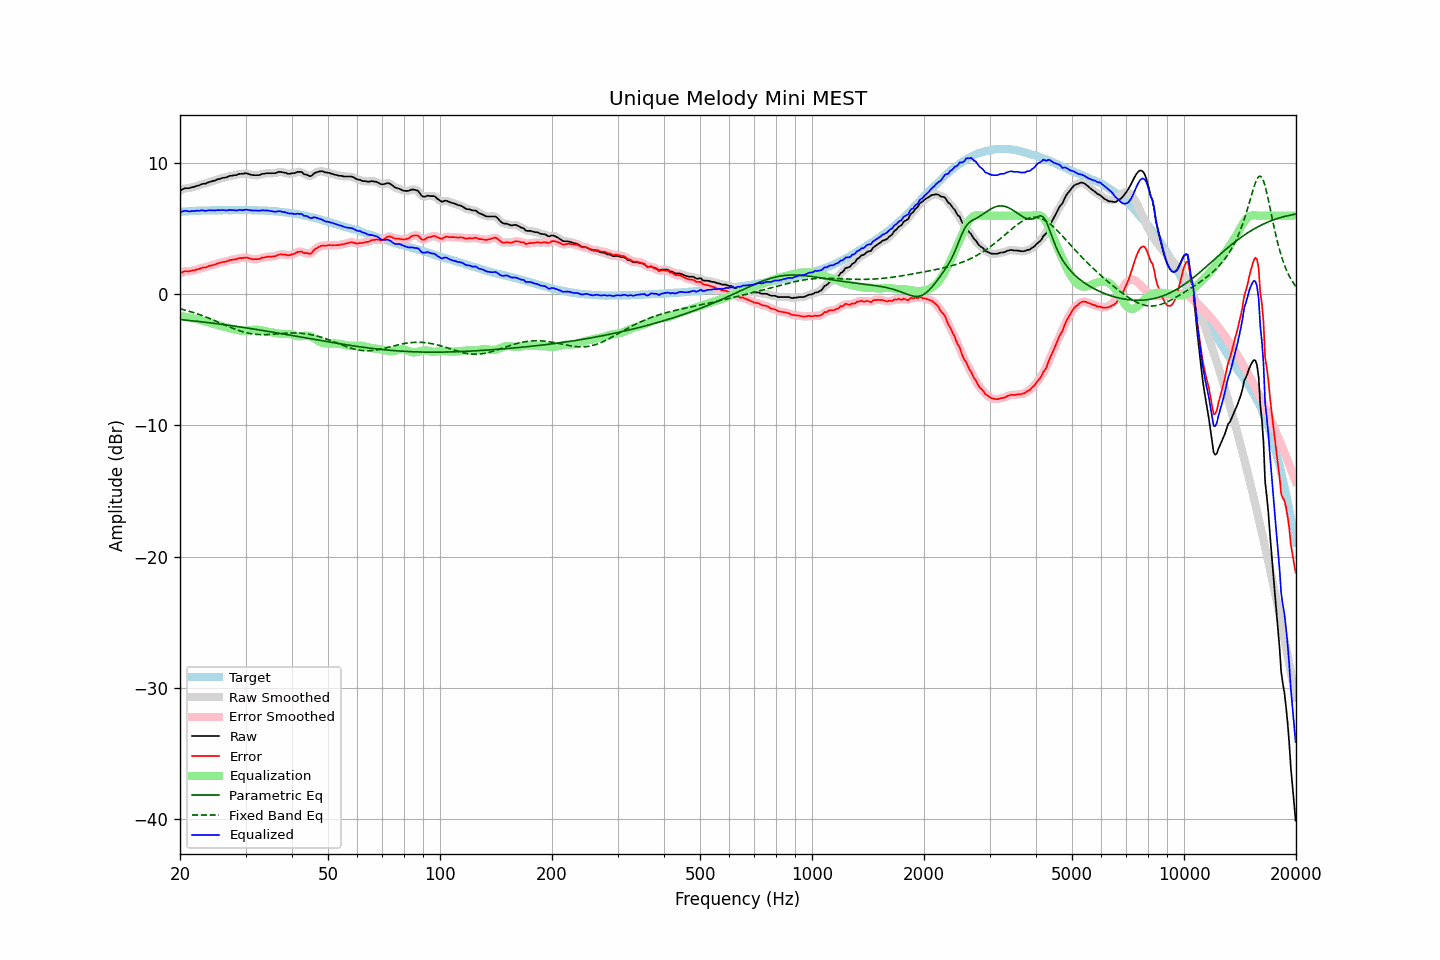 Unique Melody Mini MEST
Amplitude (dBr)
10
0
−10
−20
−30
−40
Target
Raw Smoothed
Error Smoothed
Raw
Error
Equalization
Parametric Eq
Fixed Band Eq
Equalized
20 50 100 200 500 1000 2000 5000 10000 20000
Frequency (Hz)